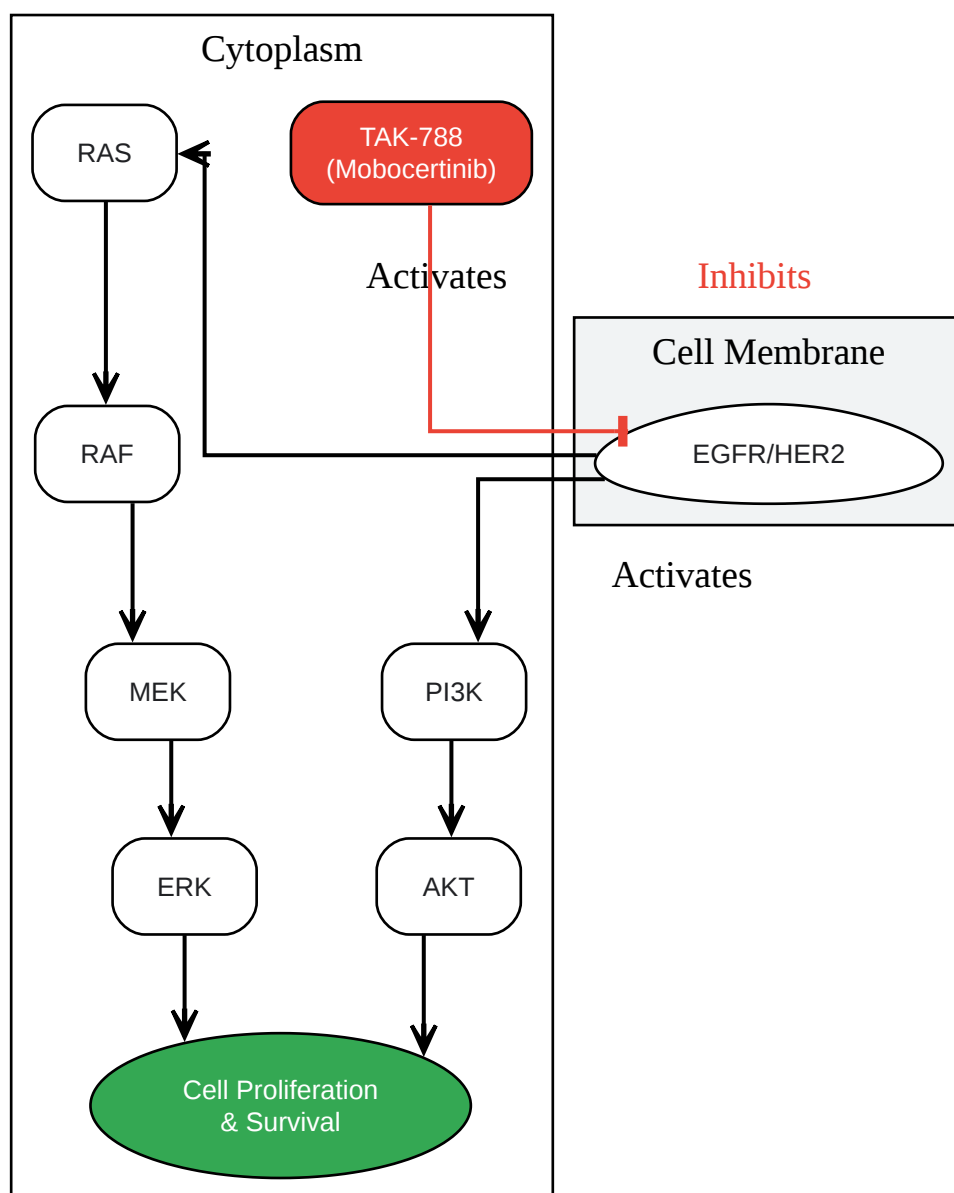 Cytoplasm
RAS
TAK-788
(Mobocertinib)
Activates
Inhibits
Cell Membrane
RAF
EGFR/HER2
Activates
MEK
PI3K
ERK
AKT
Cell Proliferation
& Survival